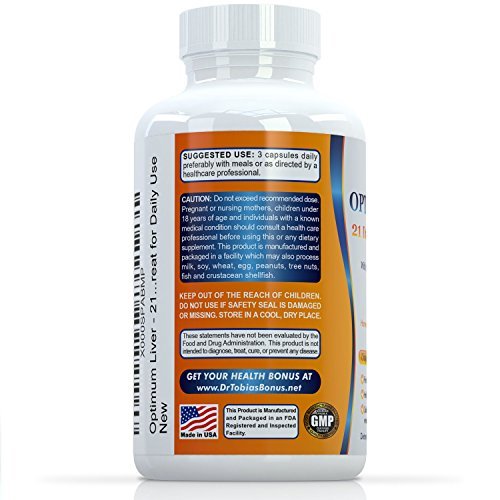 SUGGESTED USE: 3 capsules daily
preferably with meals or as directed by a
healthcare professional.
CAUTION: Do not exceed recommended dose.
Pregnant or nursing mothers, children under
18 years of age and individuals with a known
medical condition should consult a health care
professional before using this or any dietary
supplement. This product is manufactured and
packaged in a facility which may also process
milk, soy, wheat, egg, peanuts, tree nuts,
fish and crustacean shellfish.
KEEP OUT OF THE REACH OF CHILDREN.
DO NOT USE IF SAFETY SEAL IS DAMAGED
OR MISSING. STORE IN A COOL, DRY PLACE.
These statements have not been evaluated by the
Food and Drug Administration. This product is not
intended to diagnose, treat, cure, or prevent any disease
GET YOUR HEALTH BONUS AT
www.DrTobiasBonus.net
Made in USA
This Product is Manufactured
and Packaged in an FDA
Registered and Inspected
Facility.
GMP
X000SPABMP
Optimum Liver - 21...reat for Daily Use
New
OPT
21